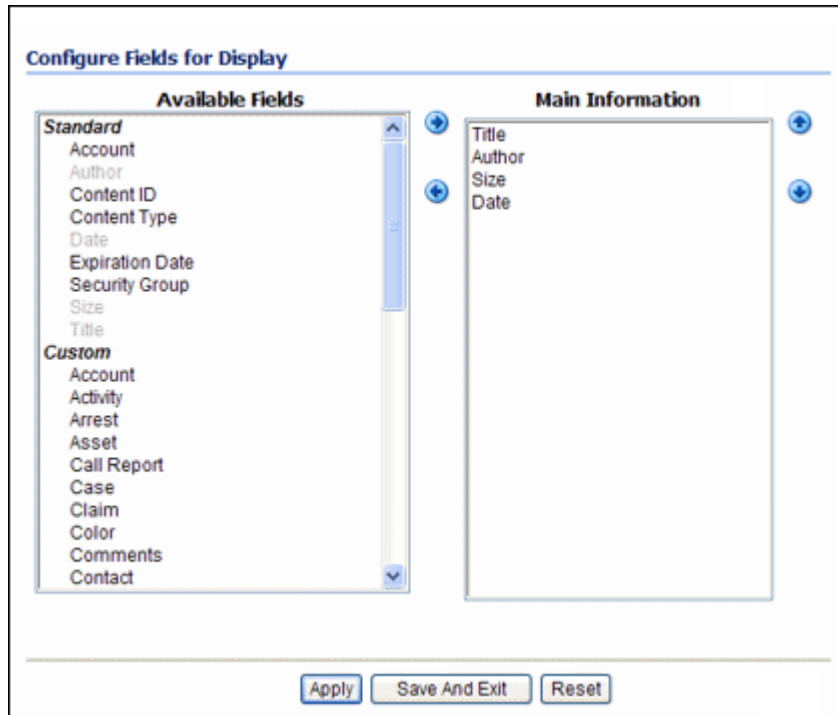 Configure Fields for Display
Available Fields
Standard
Account
Author
Content ID
Content Type
Date
Expiration Date
Security Group
Size
Title
Custom
Account
Activity
Arrest
Asset
Call Report
Case
Claim
Color
Comments
Contact
Main Information
Title
Author
Size
Date
Apply Save And Exit Reset